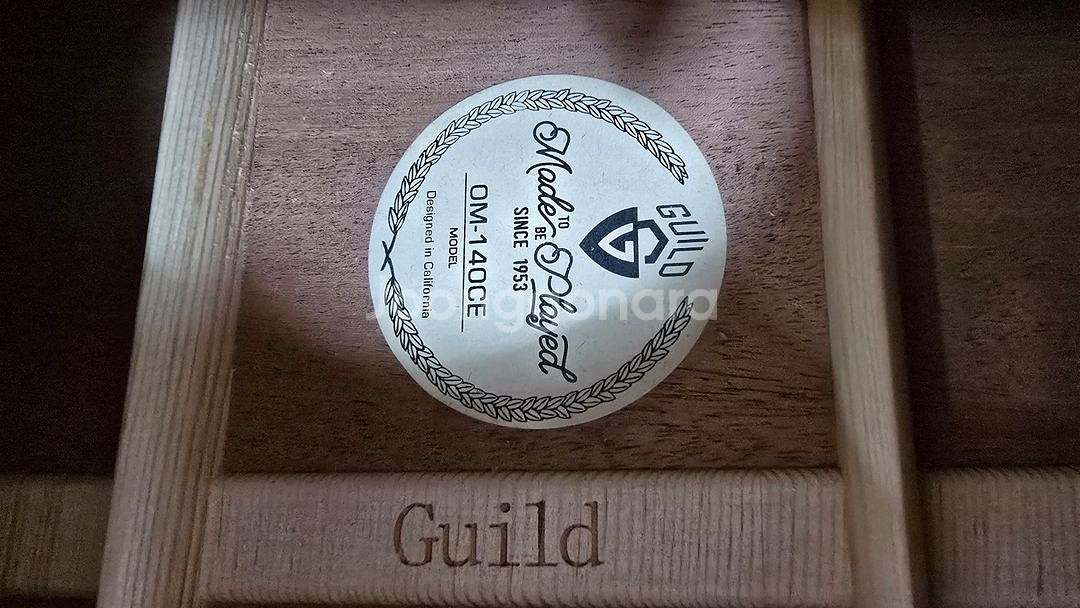 GUILD
Made TO BE Played
SINCE 1953
OM-140CE
MODEL
Designed in California
Guild